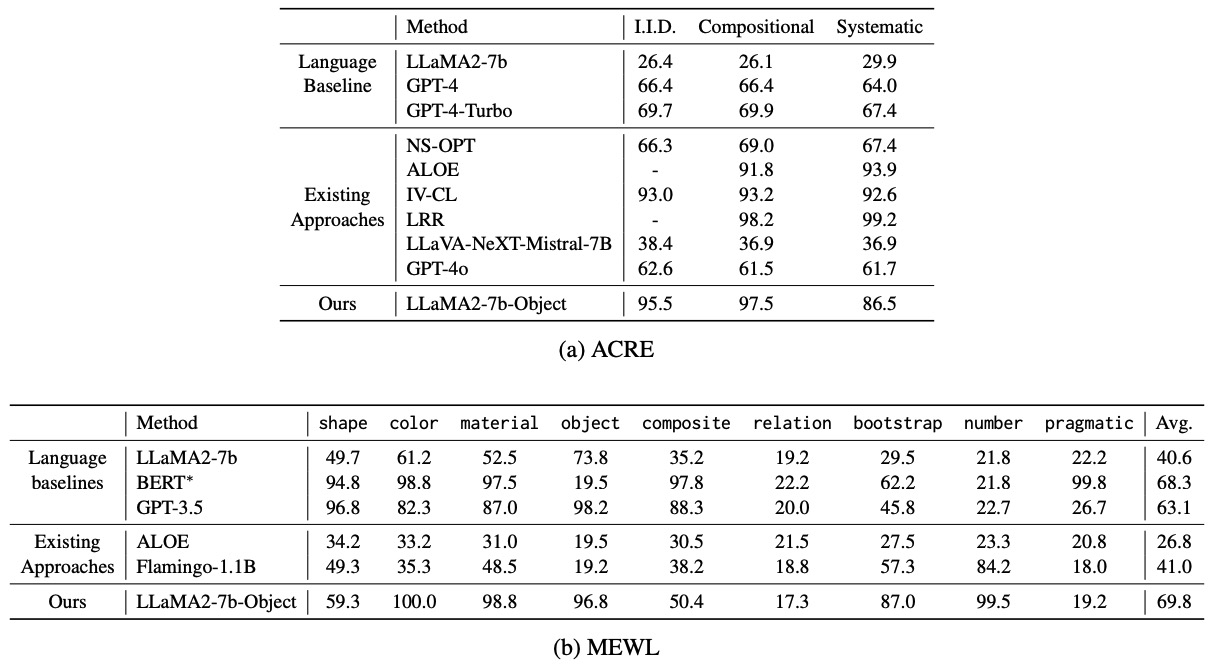 Method I.I.D. Compositional Systematic
Language LLaMA2-7b 26.4 26.1 29.9
Baseline GPT-4 66.4 66.4 64.0
GPT-4-Turbo 69.7 69.9 67.4
NS-OPT 66.3 69.0 67.4
ALOE - 91.8 93.9
Existing IV-CL 93.0 93.2 92.6
Approaches LRR - 98.2 99.2
LLaVA-NeXT-Mistral-7B 38.4 36.9 36.9
GPT-4o 62.6 61.5 61.7
Ours LLaMA2-7b-Object 95.5 97.5 86.5
(a) ACRE
Method shape color material object composite relation bootstrap number pragmatic Avg.
Language LLaMA2-7b 49.7 61.2 52.5 73.8 35.2 19.2 29.5 21.8 22.2 40.6
baselines BERT* 94.8 98.8 97.5 19.5 97.8 22.2 62.2 21.8 99.8 68.3
GPT-3.5 96.8 82.3 87.0 98.2 88.3 20.0 45.8 22.7 26.7 63.1
Existing ALOE 34.2 33.2 31.0 19.5 30.5 21.5 27.5 23.3 20.8 26.8
Approaches Flamingo-1.1B 49.3 35.3 48.5 19.2 38.2 18.8 57.3 84.2 18.0 41.0
Ours LLaMA2-7b-Object 59.3 100.0 98.8 96.8 50.4 17.3 87.0 99.5 19.2 69.8
(b) MEWL